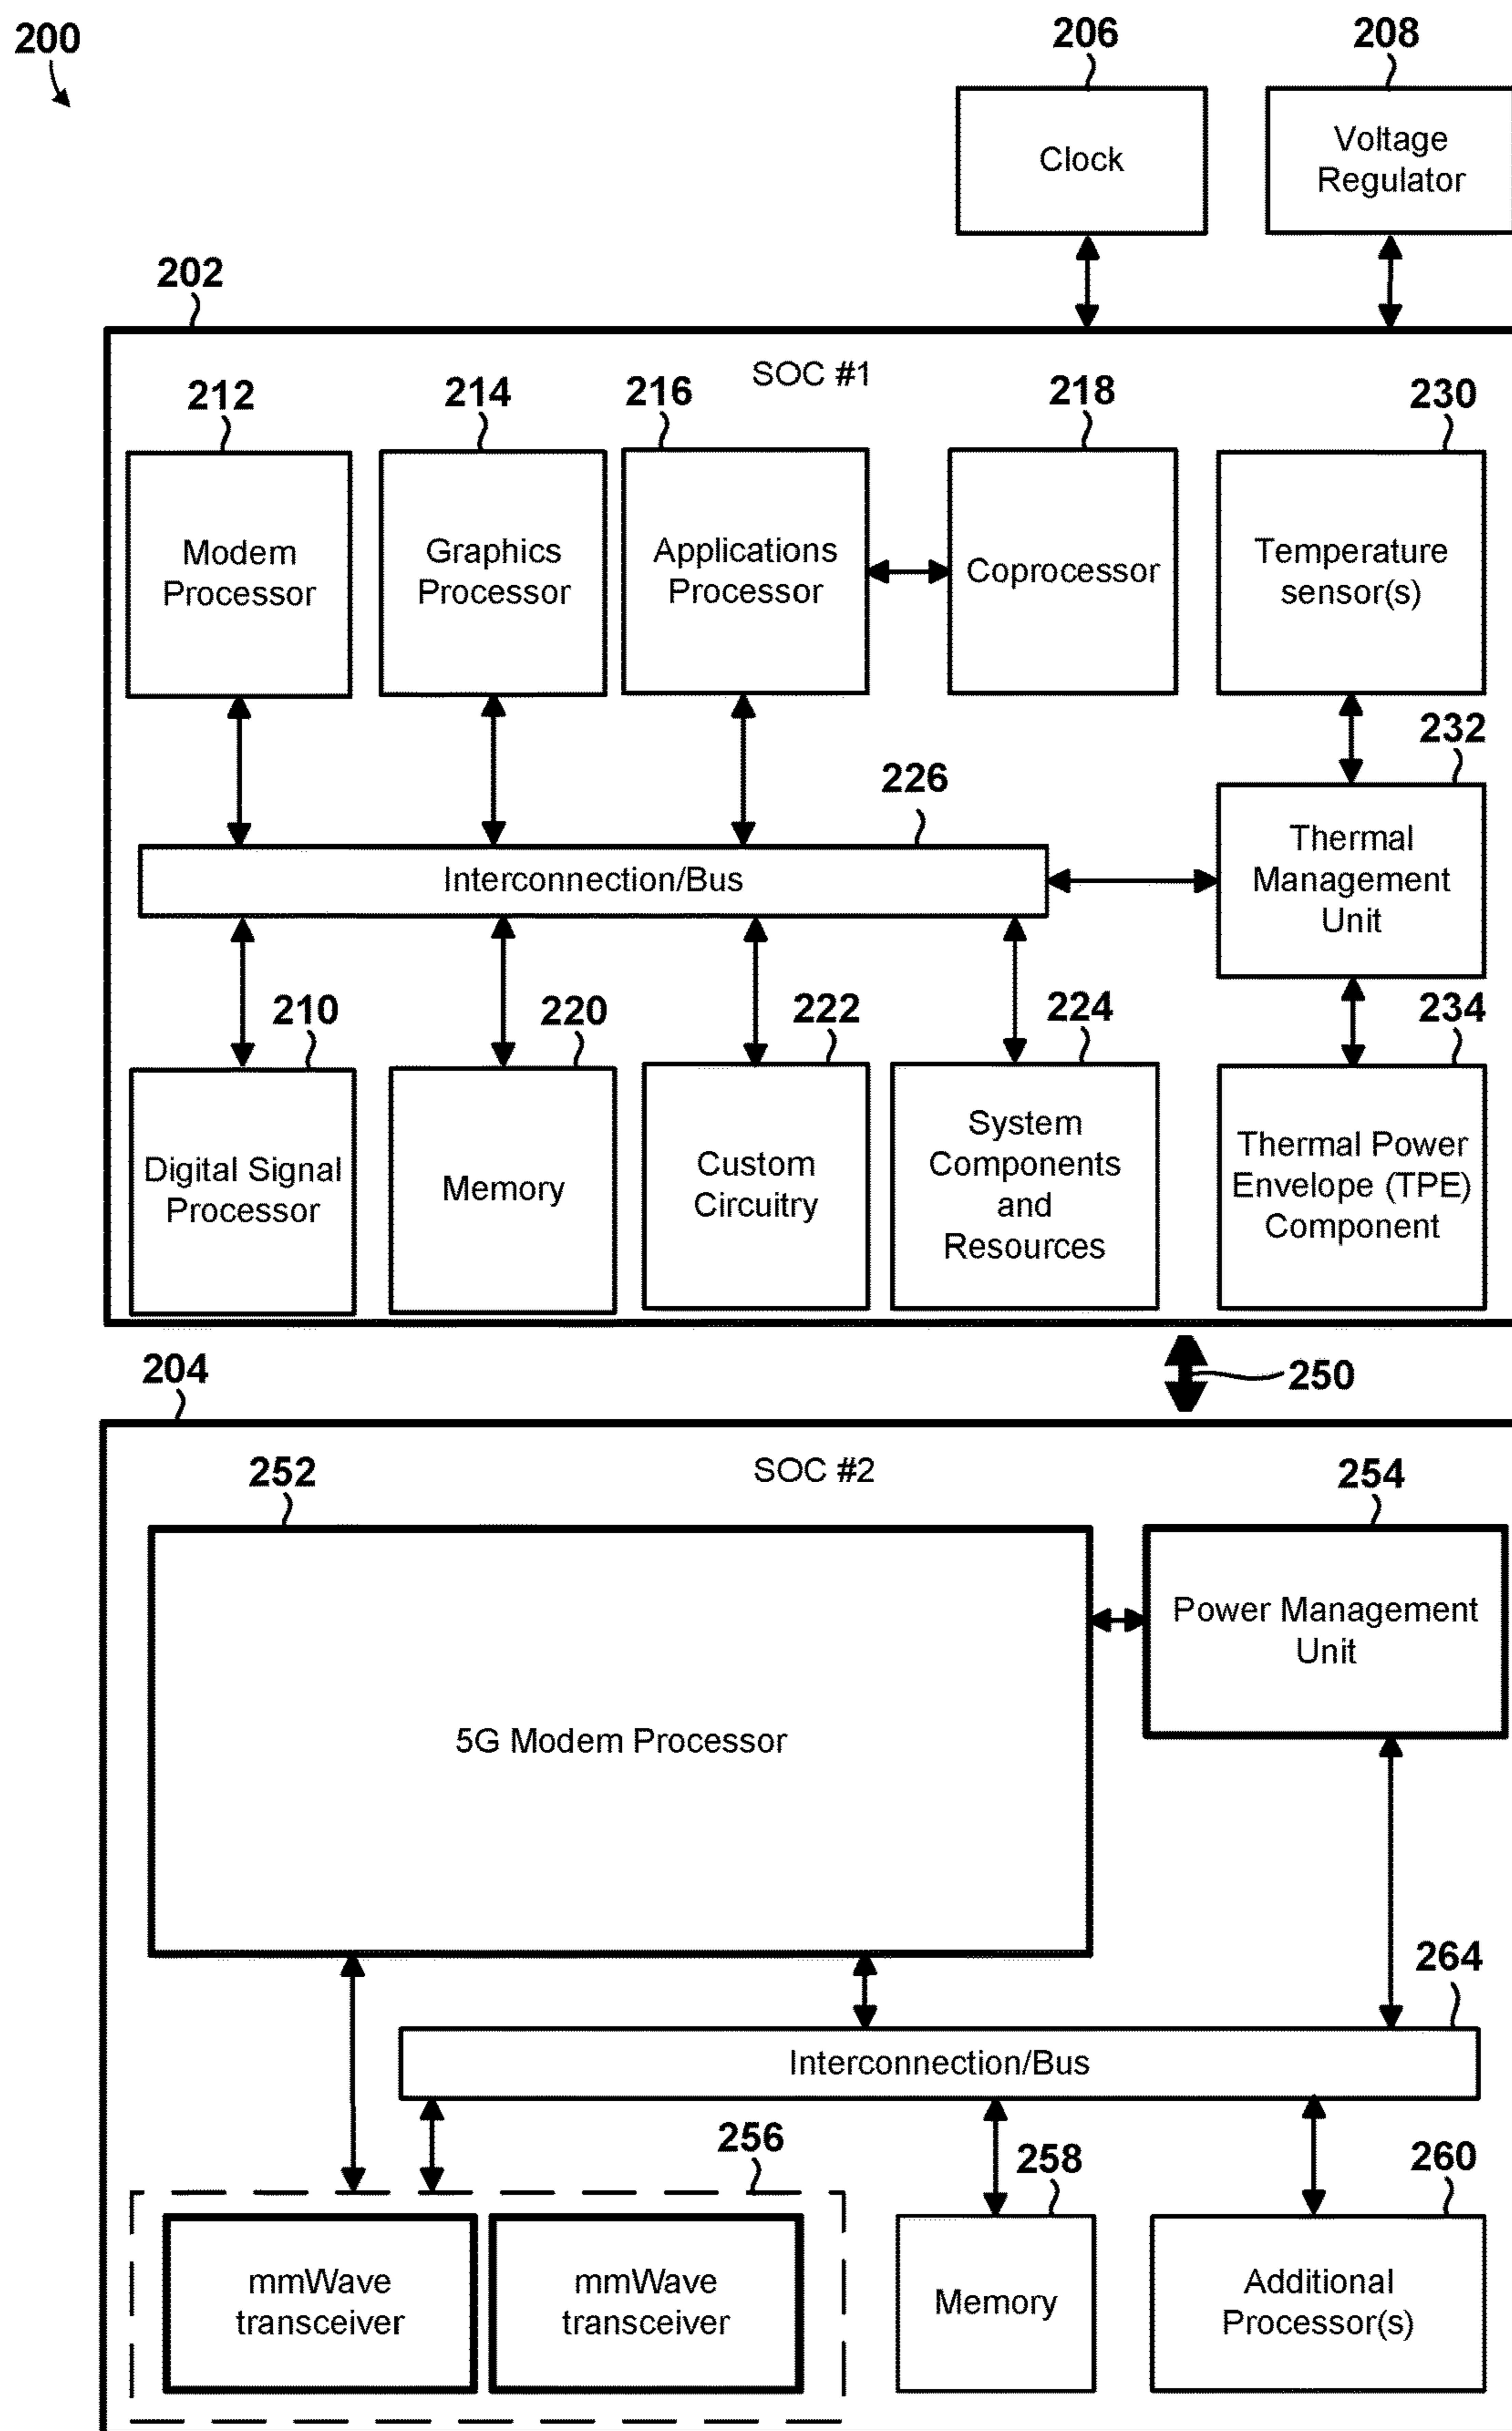 200
206
208
Clock
Voltage
Regulator
202
SOC #1
212
214
216
218
230
Modem
Processor
Graphics
Processor
Applications
Processor
Coprocessor
Temperature
sensor(s)
232
226
Interconnection/Bus
Thermal
Management
Unit
210
220
222
224
234
Digital Signal
Processor
Memory
Custom
Circuitry
System
Components
and
Resources
Thermal Power
Envelope (TPE)
Component
204
250
SOC #2
252
254
5G Modem Processor
Power Management
Unit
264
Interconnection/Bus
256
258
260
mmWave
transceiver
mmWave
transceiver
Memory
Additional
Processor(s)